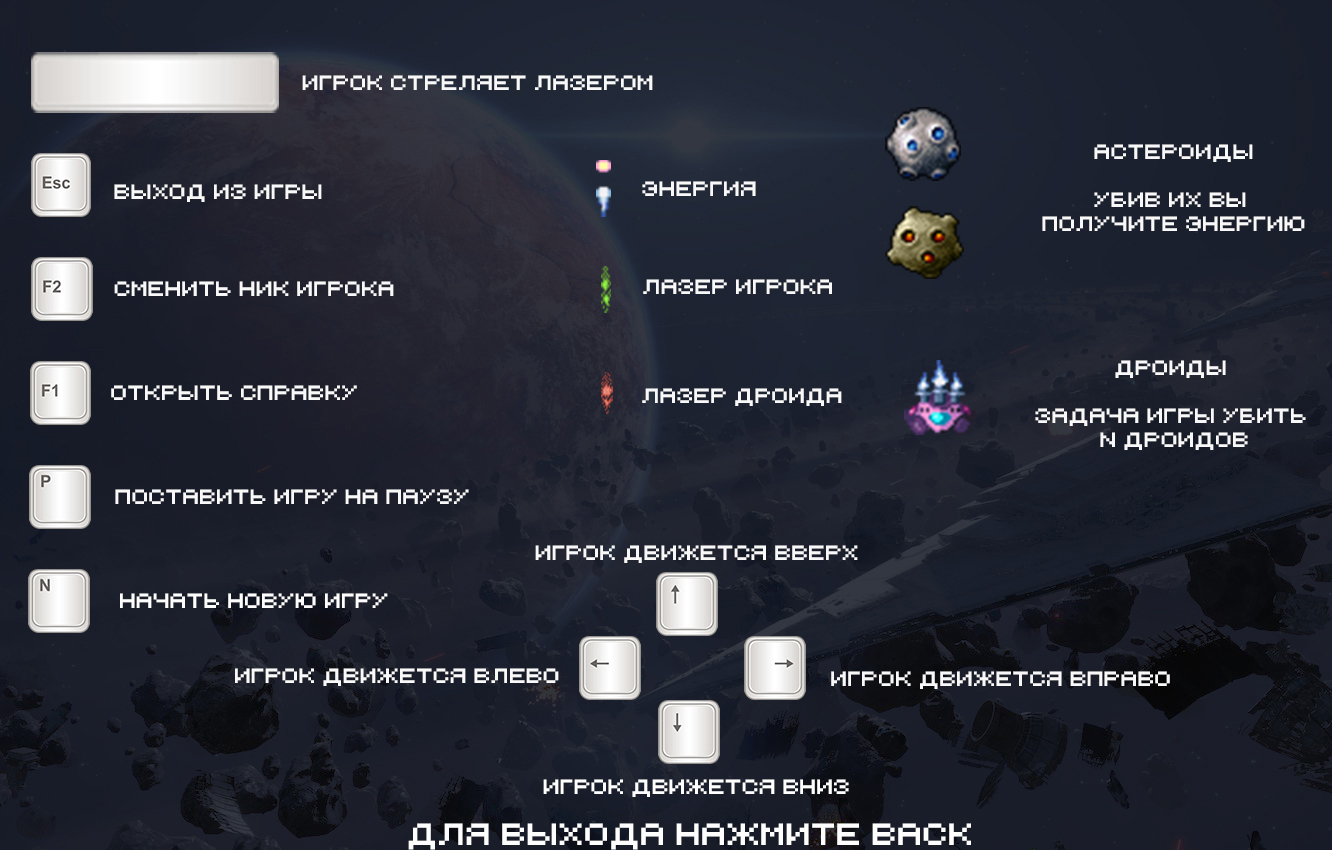 ИГРОК СТРЕЛЯЕТ ЛАЗЕРОМ
Esc
ВЫХОД ИЗ ИГРЫ
F2
СМЕНИТЬ НИК ИГРОКА
F1
ОТКРЫТЬ СПРАВКУ
P
ПОСТАВИТЬ ИГРУ НА ПАУЗУ
N
НАЧАТЬ НОВУЮ ИГРУ
ЭНЕРГИЯ
ЛАЗЕР ИГРОКА
ЛАЗЕР ДРОИДА
АСТЕРОИДЫ
УБИВ ИХ ВЫ
ПОЛУЧИТЕ ЭНЕРГИЮ
ДРОИДЫ
ЗАДАЧА ИГРЫ УБИТЬ
N ДРОИДОВ
ИГРОК ДВИЖЕТСЯ ВВЕРХ
↑
ИГРОК ДВИЖЕТСЯ ВЛЕВО
←
→
ИГРОК ДВИЖЕТСЯ ВПРАВО
↓
ИГРОК ДВИЖЕТСЯ ВНИЗ
ДЛЯ ВЫХОДА НАЖМИТЕ BACK